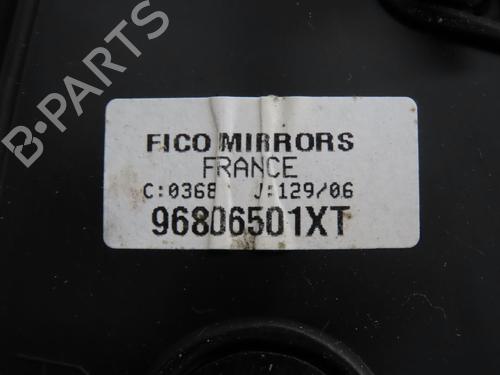 FICO MIRRORS
FRANCE
C:0368 J:129/06
96806501XT
B-PARTS